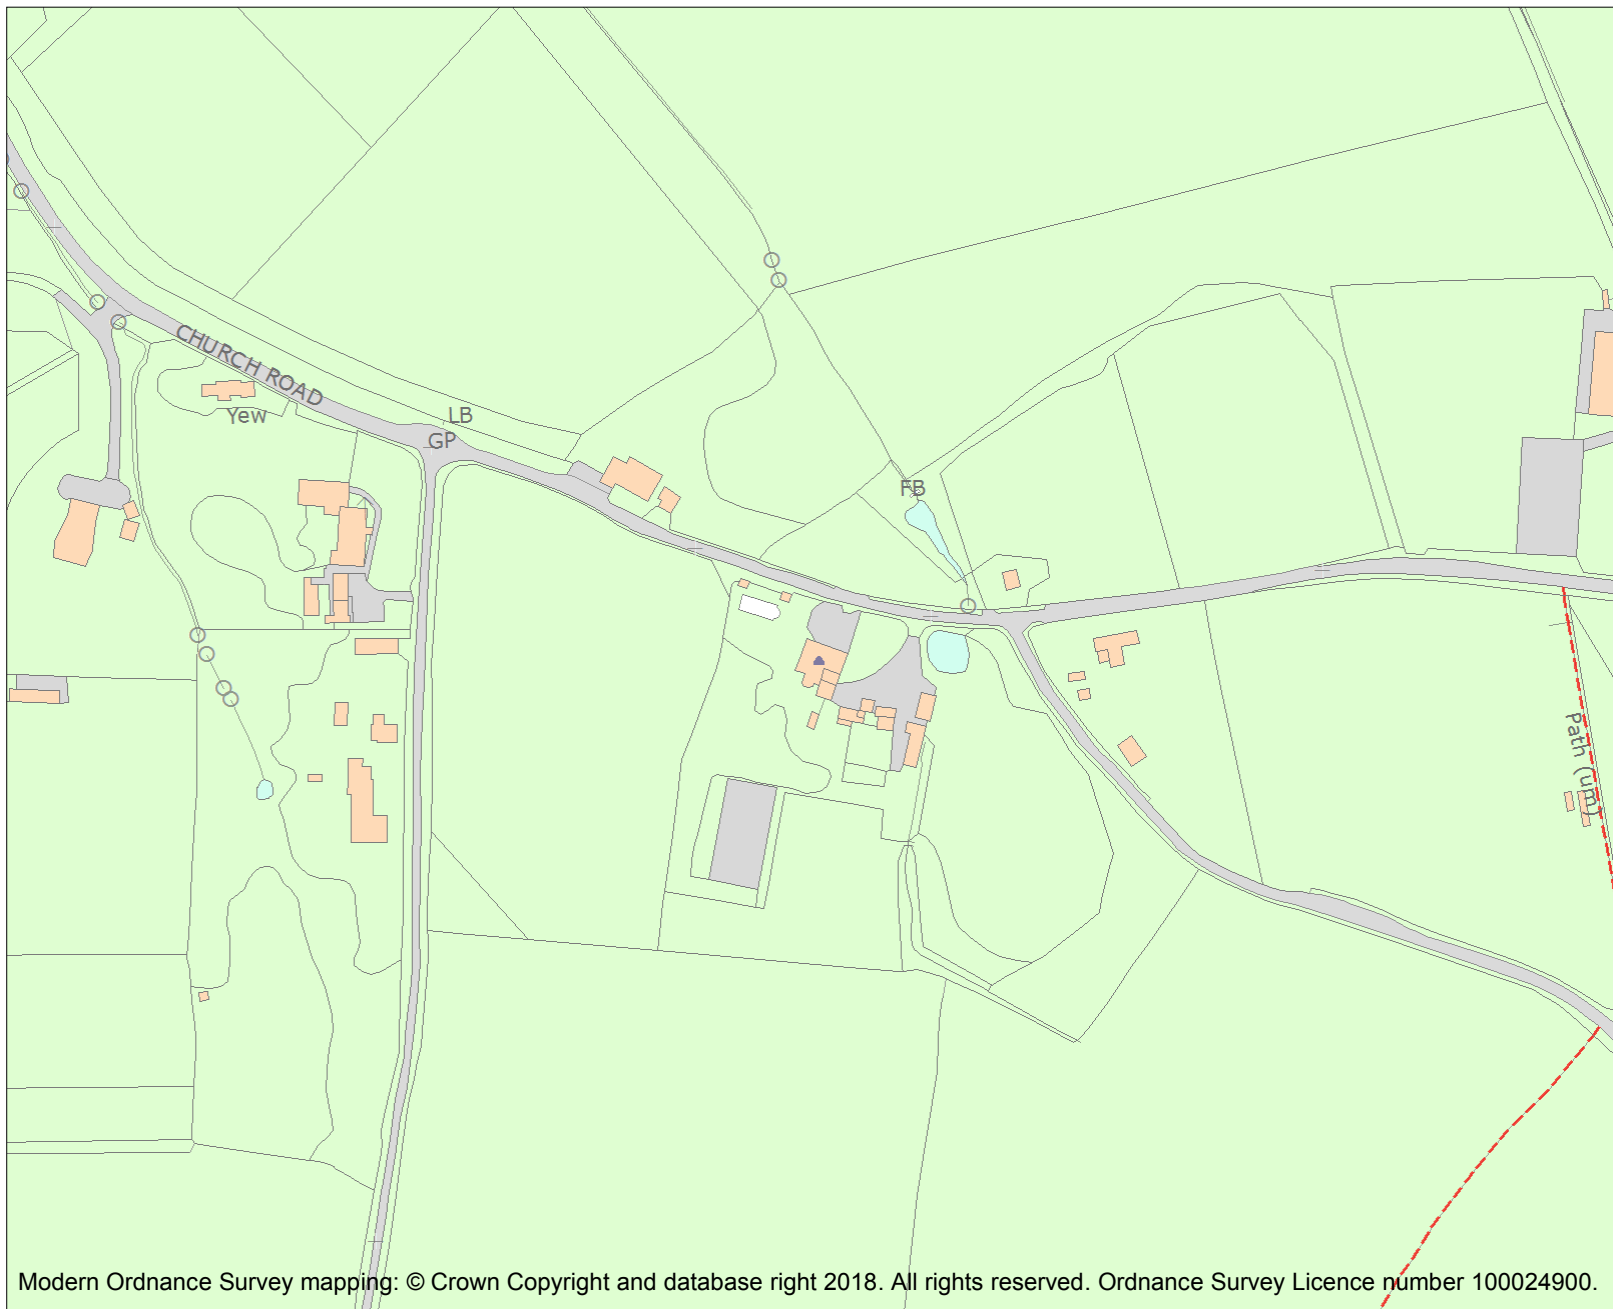 CHURCH ROAD
Yew
LB
GP
FB
Path (um)
Modern Ordnance Survey mapping: © Crown Copyright and database right 2018. All rights reserved. Ordnance Survey Licence number 100024900.